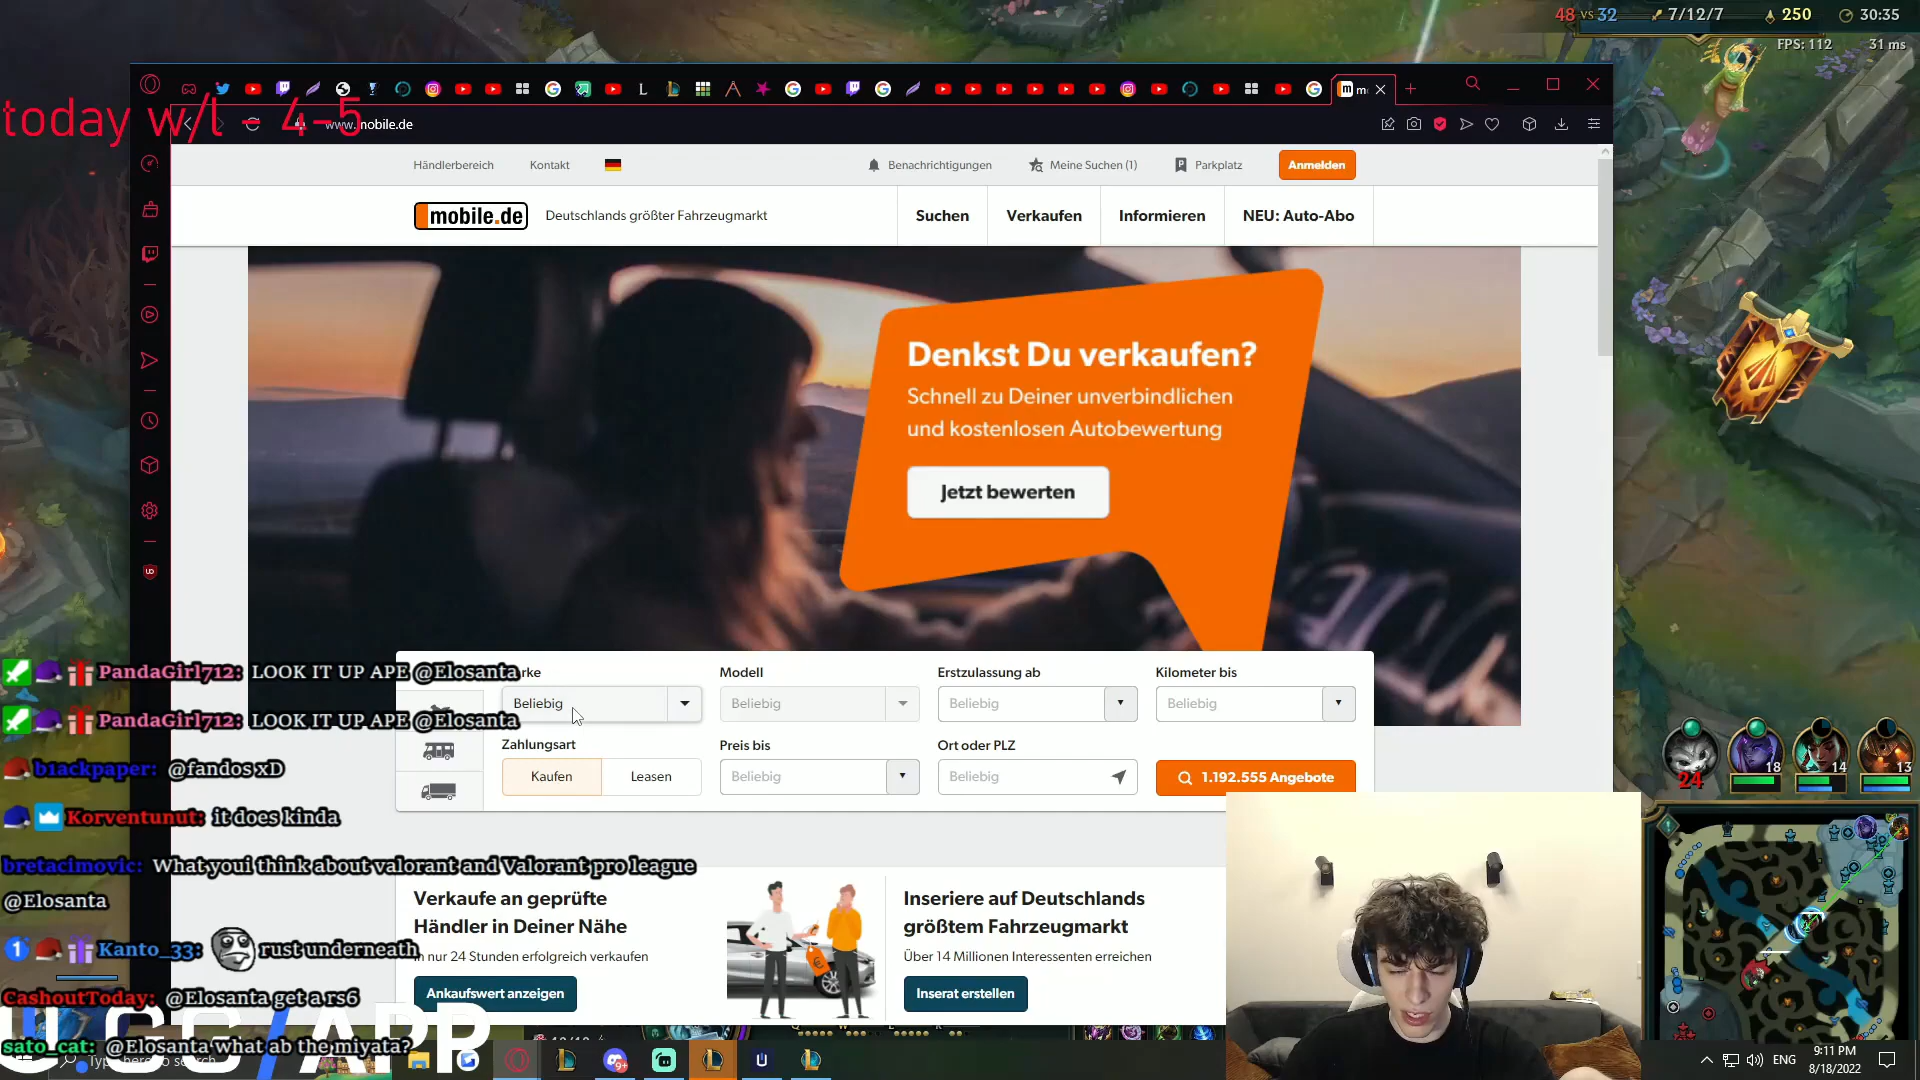 48 vs 32
7/12/7
250
30:35
FPS: 112
31 ms
today w/l - 4-5
www.mobile.de
Händlerbereich
Kontakt
Benachrichtigungen
Meine Suchen (1)
Parkplatz
Anmelden
mobile.de
Deutschlands größter Fahrzeugmarkt
Suchen
Verkaufen
Informieren
NEU: Auto-Abo
Denkst Du verkaufen?
Schnell zu Deiner unverbindlichen
und kostenlosen Autobewertung
Jetzt bewerten
Modell
Erstzulassung ab
Kilometer bis
Beliebig
Beliebig
Beliebig
Beliebig
Zahlungsart
Preis bis
Ort oder PLZ
Kaufen
Leasen
Beliebig
Beliebig
1.192.555 Angebote
Verkaufe an geprüfte
Händler in Deiner Nähe
In nur 24 Stunden erfolgreich verkaufen
Ankaufswert anzeigen
Inseriere auf Deutschlands
größtem Fahrzeugmarkt
Über 14 Millionen Interessenten erreichen
Inserat erstellen
PandaGirl712: LOOK IT UP APE @Elosanta
PandaGirl712: LOOK IT UP APE @Elosanta
b1ackpaper: @fandos xD
Korventunut: it does kinda
bretacimovic: What youi think about valorant and Valorant pro league
@Elosanta
Kanto_33: rust underneath
CashoutToday: @Elosanta get a rs6
sato_cat: @Elosanta what ab the miyata?
24
18
14
13
ENG
9:11 PM
8/18/2022